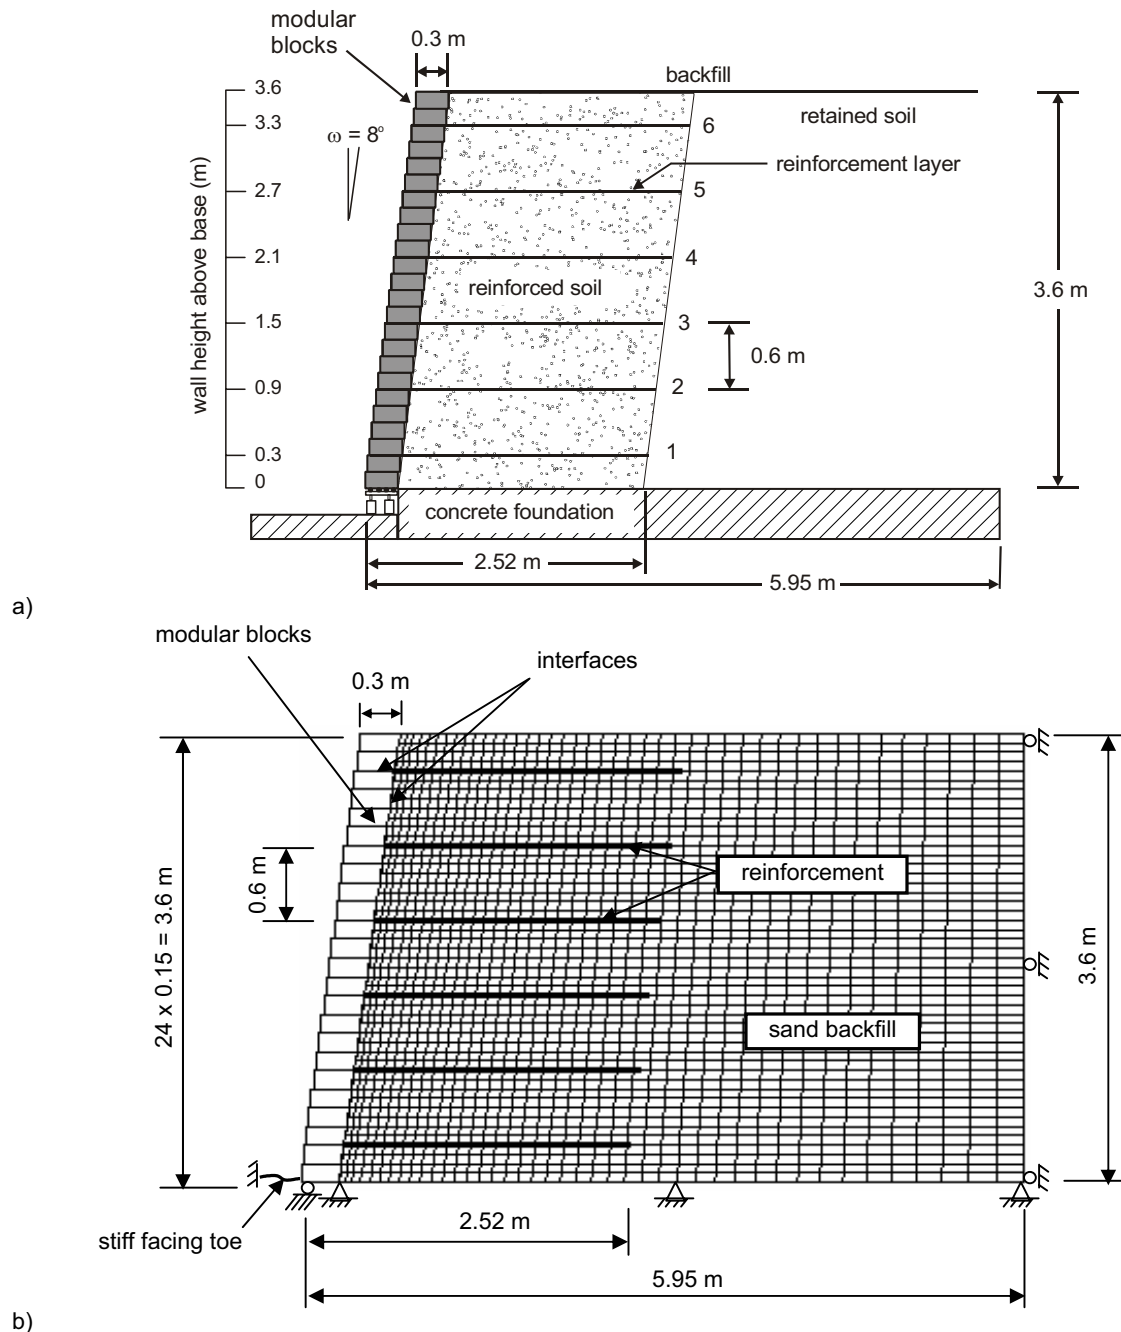 modular
blocks
0.3 m
backfill
3.6
3.3
2.7
2.1
1.5
0.9
0.3
0
wall height above base (m)
ω = 8°
retained soil
6
reinforcement layer
5
4
reinforced soil
3
2
1
3.6 m
0.6 m
concrete foundation
2.52 m
5.95 m
a)
modular blocks
interfaces
0.3 m
24 x 0.15 = 3.6 m
0.6 m
reinforcement
sand backfill
3.6 m
2.52 m
stiff facing toe
5.95 m
b)